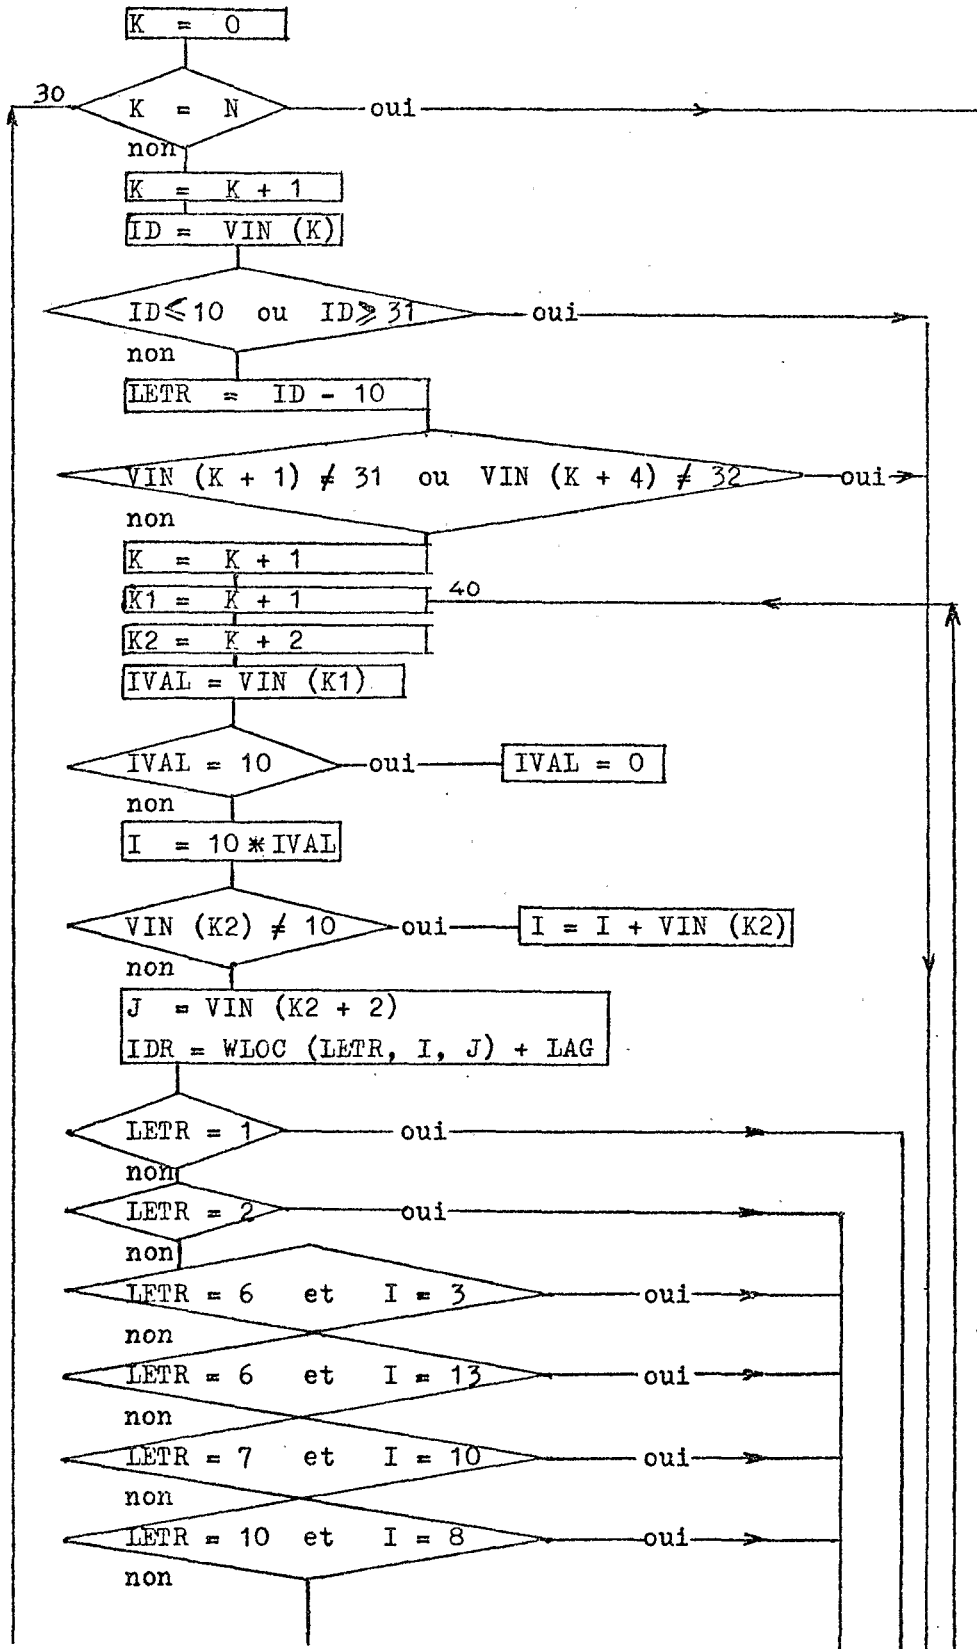 K = 0
30
K = N oui
non
K = K + 1
ID = VIN (K)
ID ⩽ 10 ou ID ⩾ 31 oui
non
LETR = ID - 10
VIN (K + 1) ≠ 31 ou VIN (K + 4) ≠ 32 oui
non
K = K + 1
K1 = K + 1 40
K2 = K + 2
IVAL = VIN (K1)
IVAL = 10 oui IVAL = 0
non
I = 10 * IVAL
VIN (K2) ≠ 10 oui I = I + VIN (K2)
non
J = VIN (K2 + 2)
IDR = WLOC (LETR, I, J) + LAG
LETR = 1 oui
non
LETR = 2 oui
non
LETR = 6 et I = 3 oui
non
LETR = 6 et I = 13 oui
non
LETR = 7 et I = 10 oui
non
LETR = 10 et I = 8 oui
non